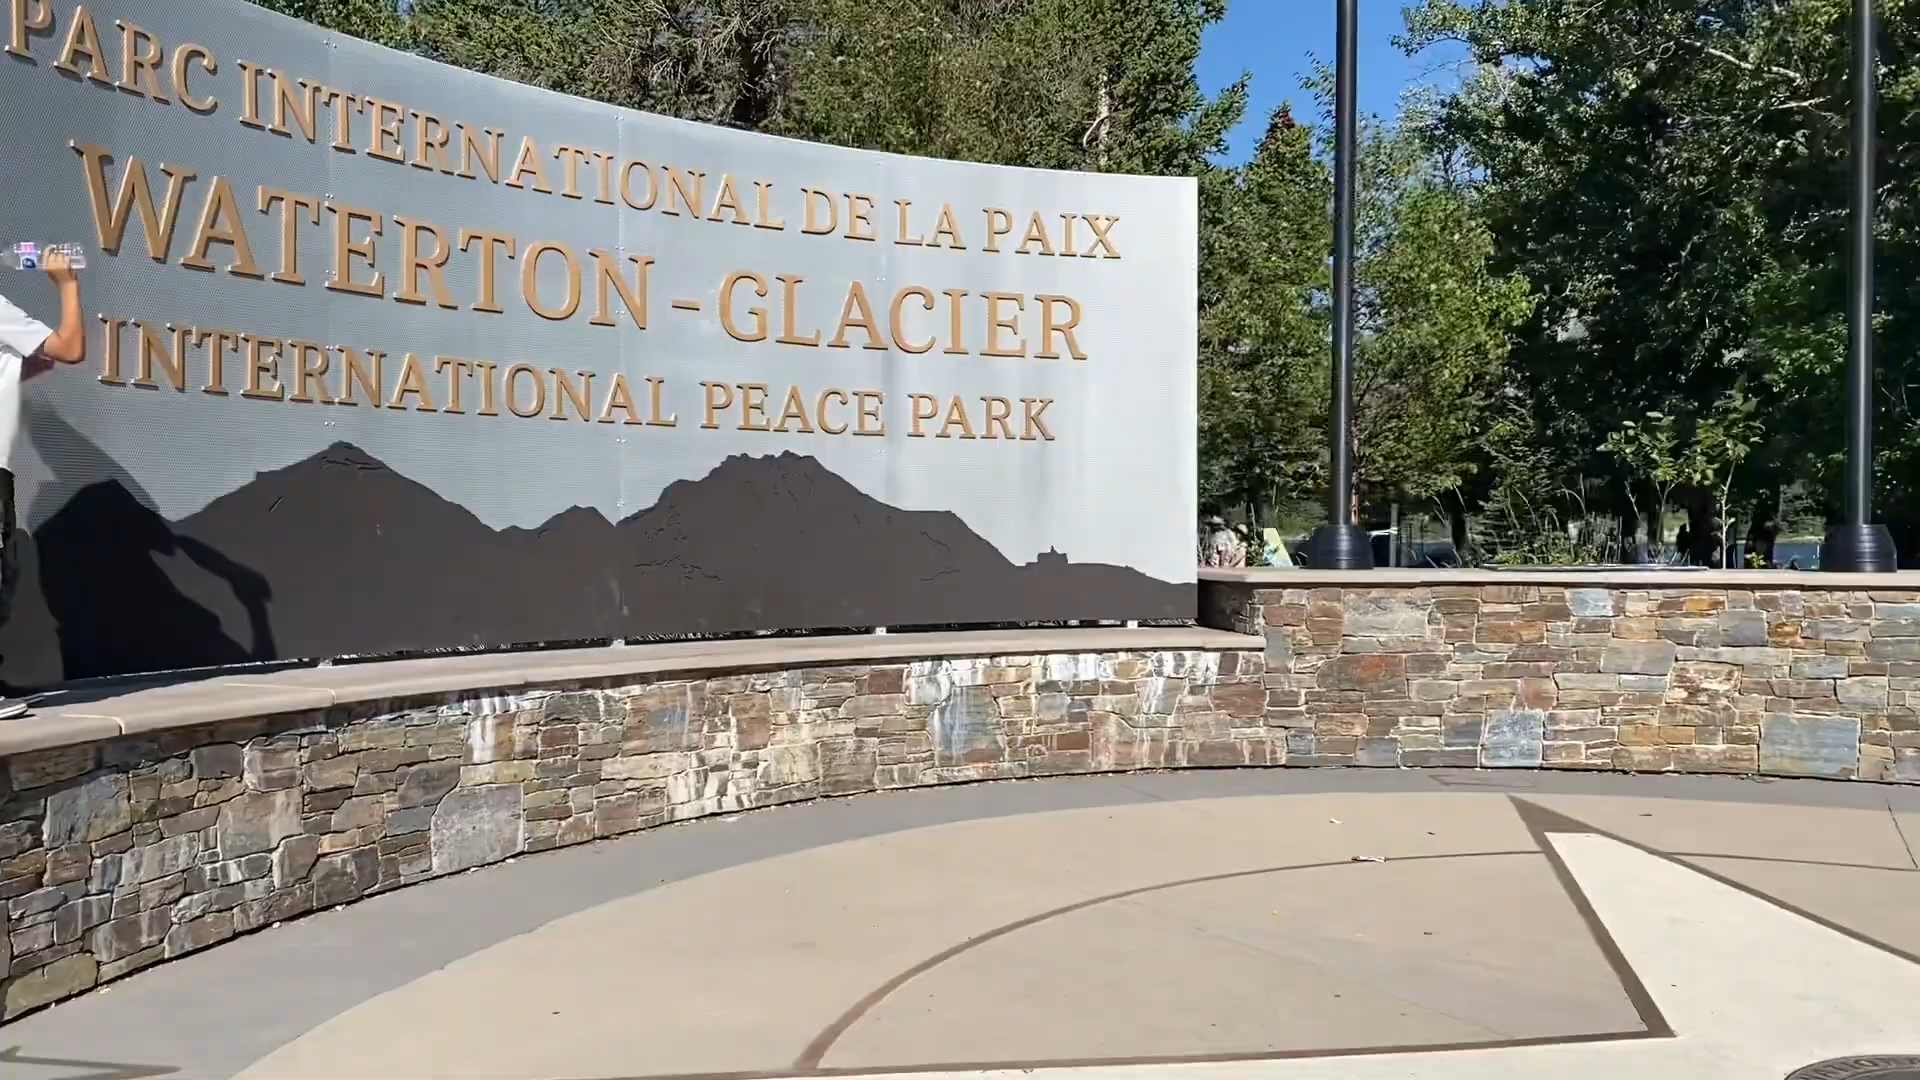 PARC INTERNATIONAL DE LA PAIX
WATERTON-GLACIER
INTERNATIONAL PEACE PARK